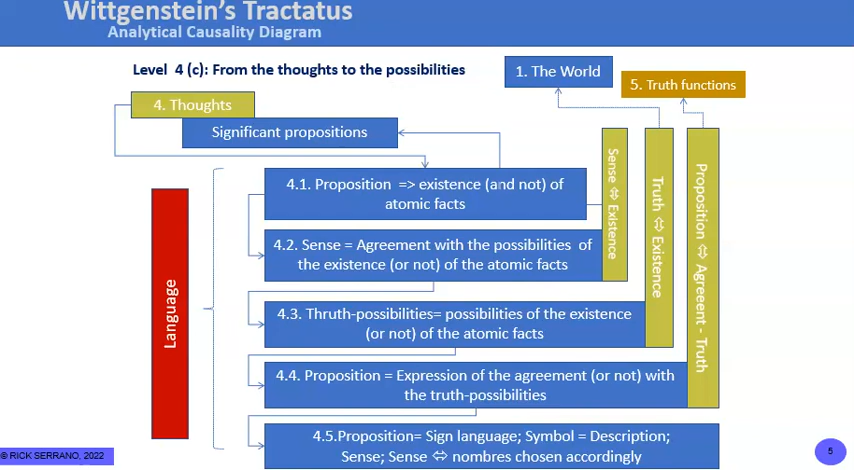 Wittgenstein's Tractatus
Analytical Causality Diagram
Level 4 (c): From the thoughts to the possibilities
1. The World
5. Truth functions
4. Thoughts
Significant propositions
Language
4.1. Proposition => existence (and not) of
atomic facts
4.2. Sense = Agreement with the possibilities of
the existence (or not) of the atomic facts
4.3. Thruth-possibilities= possibilities of the existence
(or not) of the atomic facts
4.4. Proposition = Expression of the agreement (or not) with
the truth-possibilities
4.5.Proposition= Sign language; Symbol = Description;
Sense; Sense ⇔ nombres chosen accordingly
Sense ⇔ Existence
Truth ⇔ Existence
Proposition ⇔ Agreeent - Truth
© RICK SERRANO, 2022
5